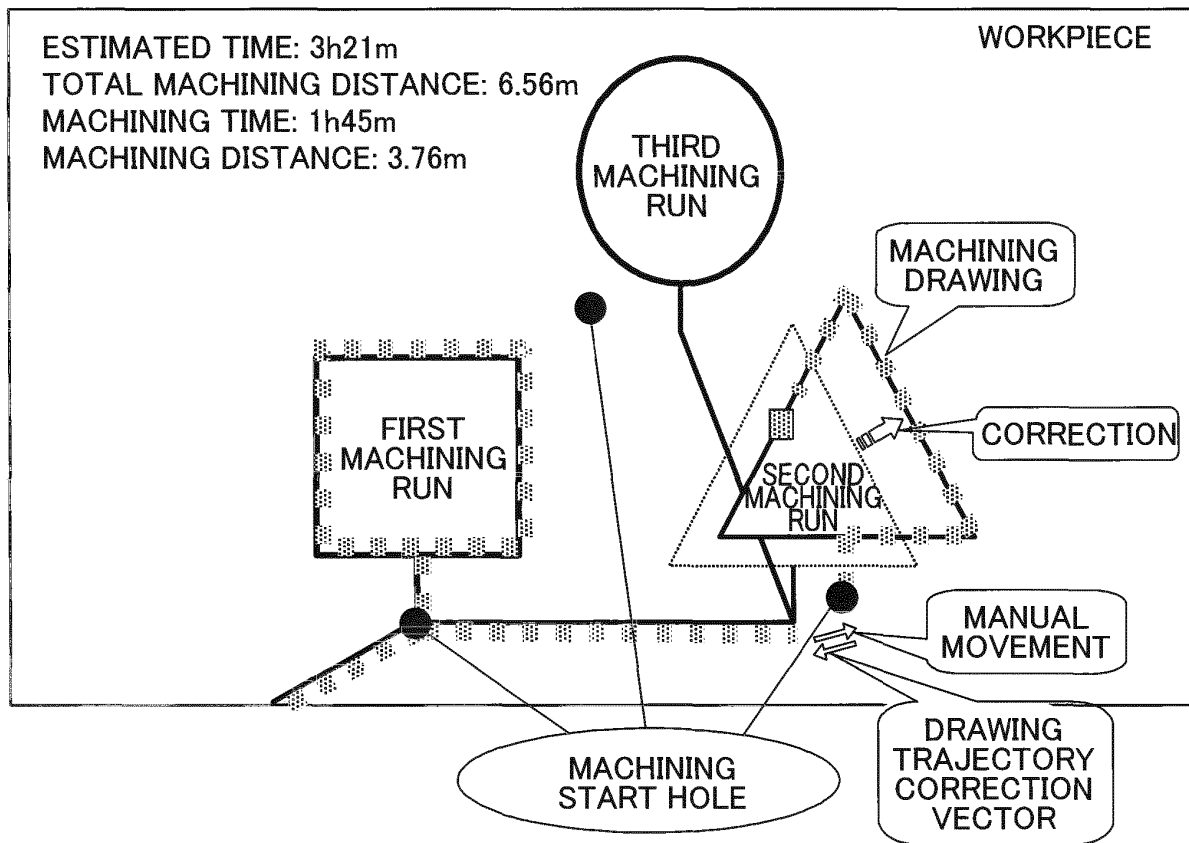 ESTIMATED TIME: 3h21m
TOTAL MACHINING DISTANCE: 6.56m
MACHINING TIME: 1h45m
MACHINING DISTANCE: 3.76m
WORKPIECE
THIRD
MACHINING
RUN
MACHINING
DRAWING
FIRST
MACHINING
RUN
CORRECTION
SECOND
MACHINING
RUN
MANUAL
MOVEMENT
MACHINING
START HOLE
DRAWING
TRAJECTORY
CORRECTION
VECTOR